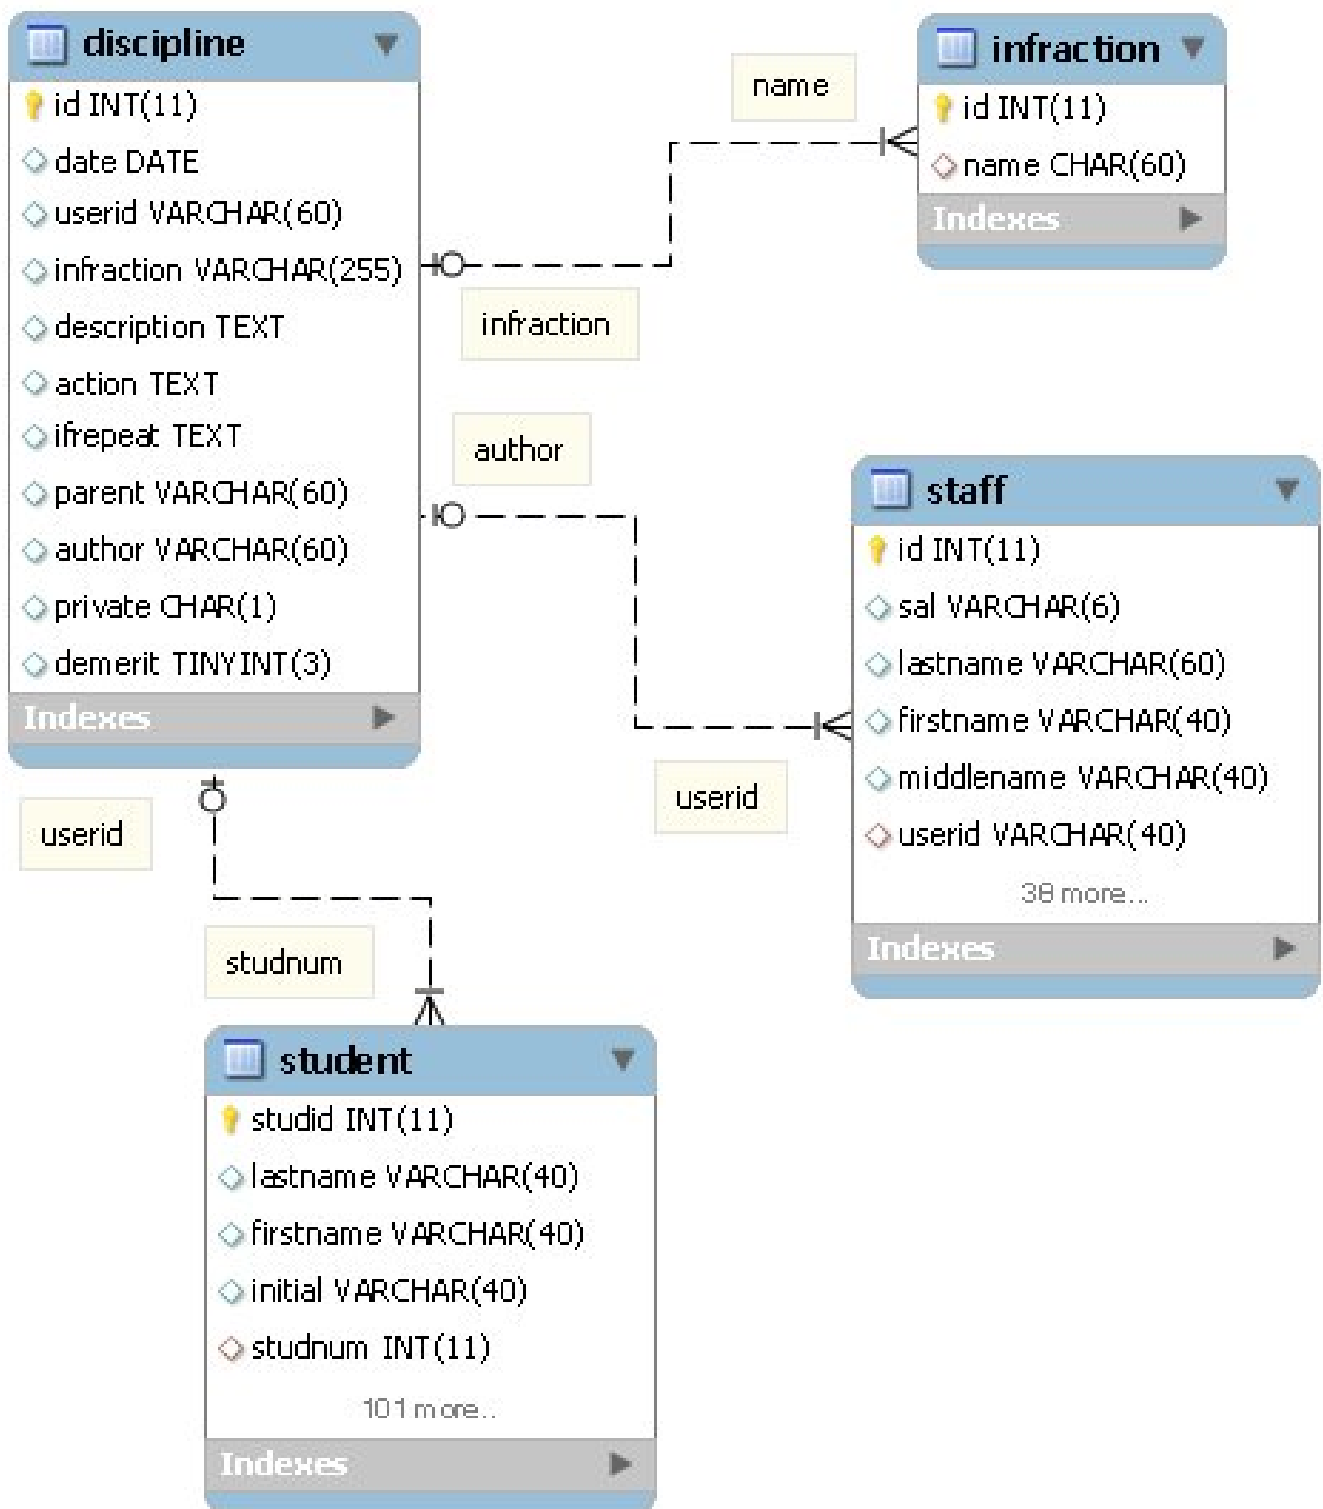 discipline
id INT(11)
date DATE
userid VARCHAR(60)
infraction VARCHAR(255)
description TEXT
action TEXT
ifrepeat TEXT
parent VARCHAR(60)
author VARCHAR(60)
private CHAR(1)
demerit TINYINT(3)
Indexes
name
infraction
infraction
id INT(11)
name CHAR(60)
Indexes
author
userid
staff
id INT(11)
sal VARCHAR(6)
lastname VARCHAR(60)
firstname VARCHAR(40)
middlename VARCHAR(40)
userid VARCHAR(40)
38 more...
Indexes
userid
studnum
student
studid INT(11)
lastname VARCHAR(40)
firstname VARCHAR(40)
initial VARCHAR(40)
studnum INT(11)
101 more..
Indexes